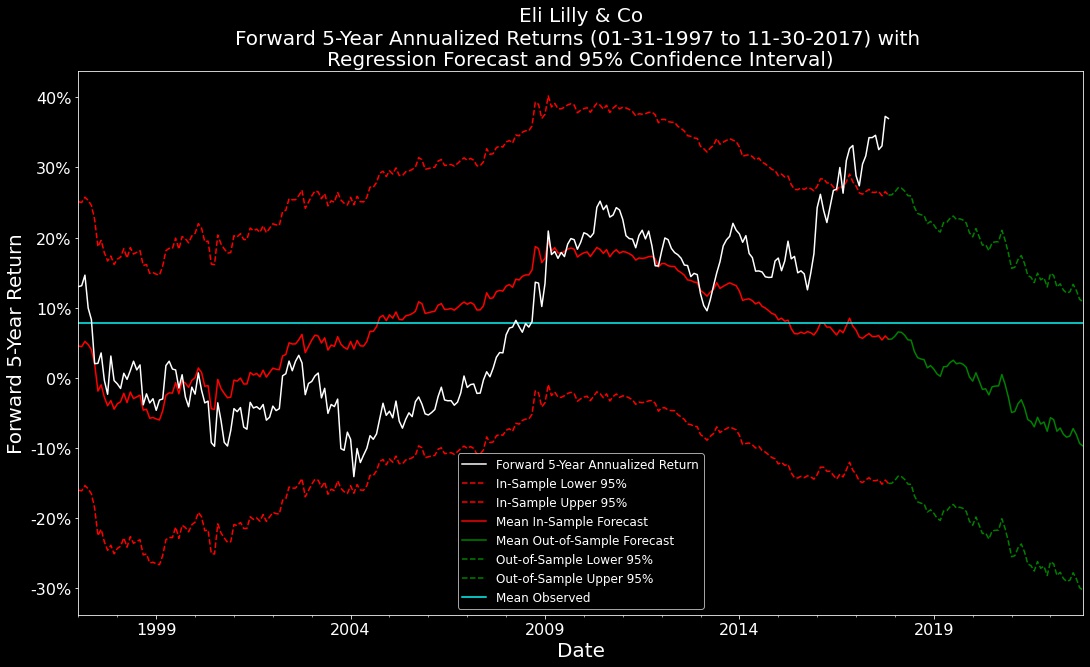 Eli Lilly & Co
Forward 5-Year Annualized Returns (01-31-1997 to 11-30-2017) with
Regression Forecast and 95% Confidence Interval)
Forward 5-Year Return
40%
30%
20%
10%
0%
-10%
-20%
-30%
Forward 5-Year Annualized Return
In-Sample Lower 95%
In-Sample Upper 95%
Mean In-Sample Forecast
Mean Out-of-Sample Forecast
Out-of-Sample Lower 95%
Out-of-Sample Upper 95%
Mean Observed
1999 2004 2009 2014 2019
Date